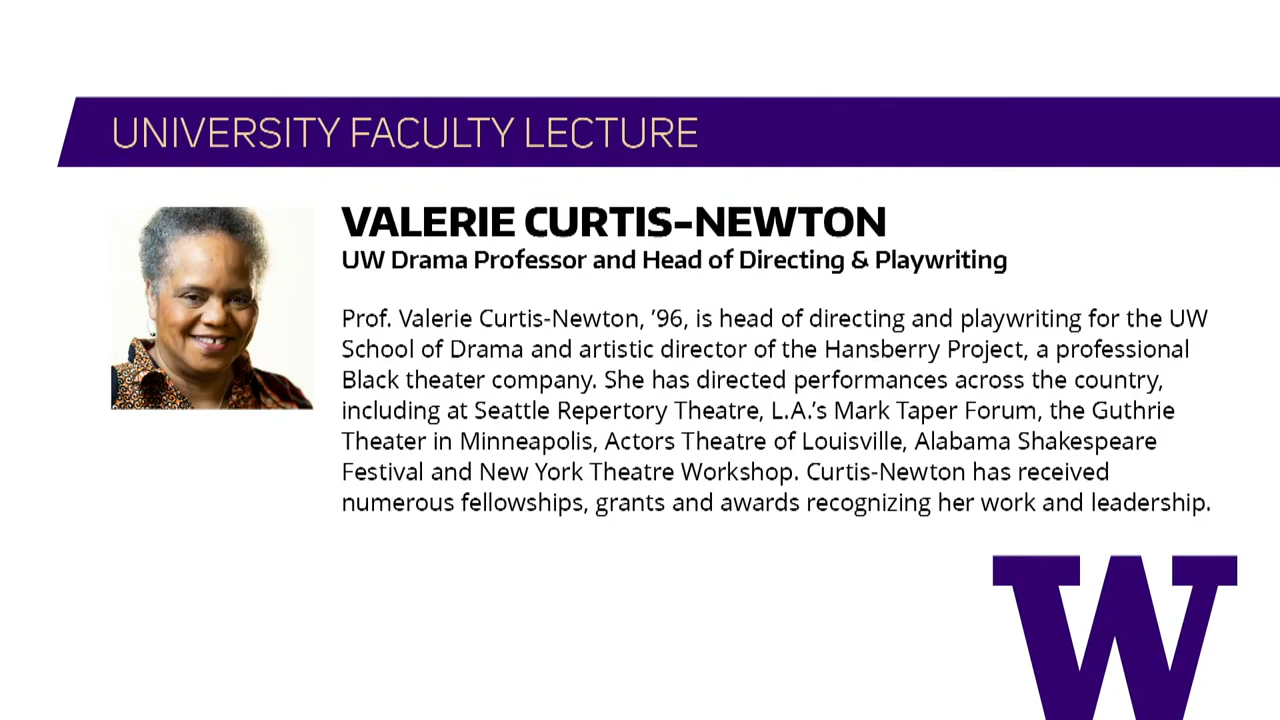 UNIVERSITY FACULTY LECTURE
VALERIE CURTIS-NEWTON
UW Drama Professor and Head of Directing & Playwriting
Prof. Valerie Curtis-Newton, ’96, is head of directing and playwriting for the UW
School of Drama and artistic director of the Hansberry Project, a professional
Black theater company. She has directed performances across the country,
including at Seattle Repertory Theatre, L.A.’s Mark Taper Forum, the Guthrie
Theater in Minneapolis, Actors Theatre of Louisville, Alabama Shakespeare
Festival and New York Theatre Workshop. Curtis-Newton has received
numerous fellowships, grants and awards recognizing her work and leadership.
W